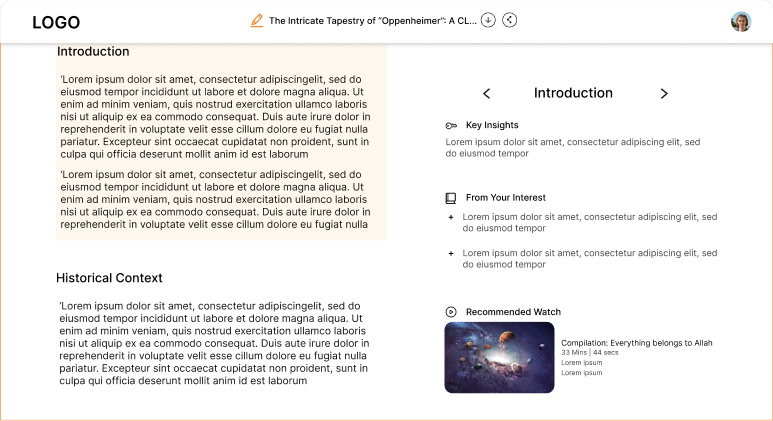 LOGO
The Intricate Tapestry of "Oppenheimer": A CL...
Introduction
'Lorem ipsum dolor sit amet, consectetur adipiscingelit, sed do
eiusmod tempor incididunt ut labore et dolore magna aliqua. Ut
enim ad minim veniam, quis nostrud exercitation ullamco laboris
nisi ut aliquip ex ea commodo consequat. Duis aute irure dolor in
reprehenderit in voluptate velit esse cillum dolore eu fugiat nulla
pariatur. Excepteur sint occaecat cupidatat non proident, sunt in
culpa qui officia deserunt mollit anim id est laborum
'Lorem ipsum dolor sit amet, consectetur adipiscingelit, sed do
eiusmod tempor incididunt ut labore et dolore magna aliqua. Ut
enim ad minim veniam, quis nostrud exercitation ullamco laboris
nisi ut aliquip ex ea commodo consequat. Duis aute irure dolor in
reprehenderit in voluptate velit esse cillum dolore eu fugiat nulla
Historical Context
'Lorem ipsum dolor sit amet, consectetur adipiscingelit, sed do
eiusmod tempor incididunt ut labore et dolore magna aliqua. Ut
enim ad minim veniam, quis nostrud exercitation ullamco laboris
nisi ut aliquip ex ea commodo consequat. Duis aute irure dolor in
reprehenderit in voluptate velit esse cillum dolore eu fugiat nulla
pariatur. Excepteur sint occaecat cupidatat non proident, sunt in
culpa qui officia deserunt mollit anim id est laborum
Introduction
Key Insights
Lorem ipsum dolor sit amet, consectetur adipiscing elit, sed
do eiusmod tempor
From Your Interest
+ Lorem ipsum dolor sit amet, consectetur adipiscing elit, sed
do eiusmod tempor
+ Lorem ipsum dolor sit amet, consectetur adipiscing elit, sed
do eiusmod tempor
Recommended Watch
Compilation: Everything belongs to Allah
33 Mins | 44 secs
Lorem ipsum
Lorem ipsum